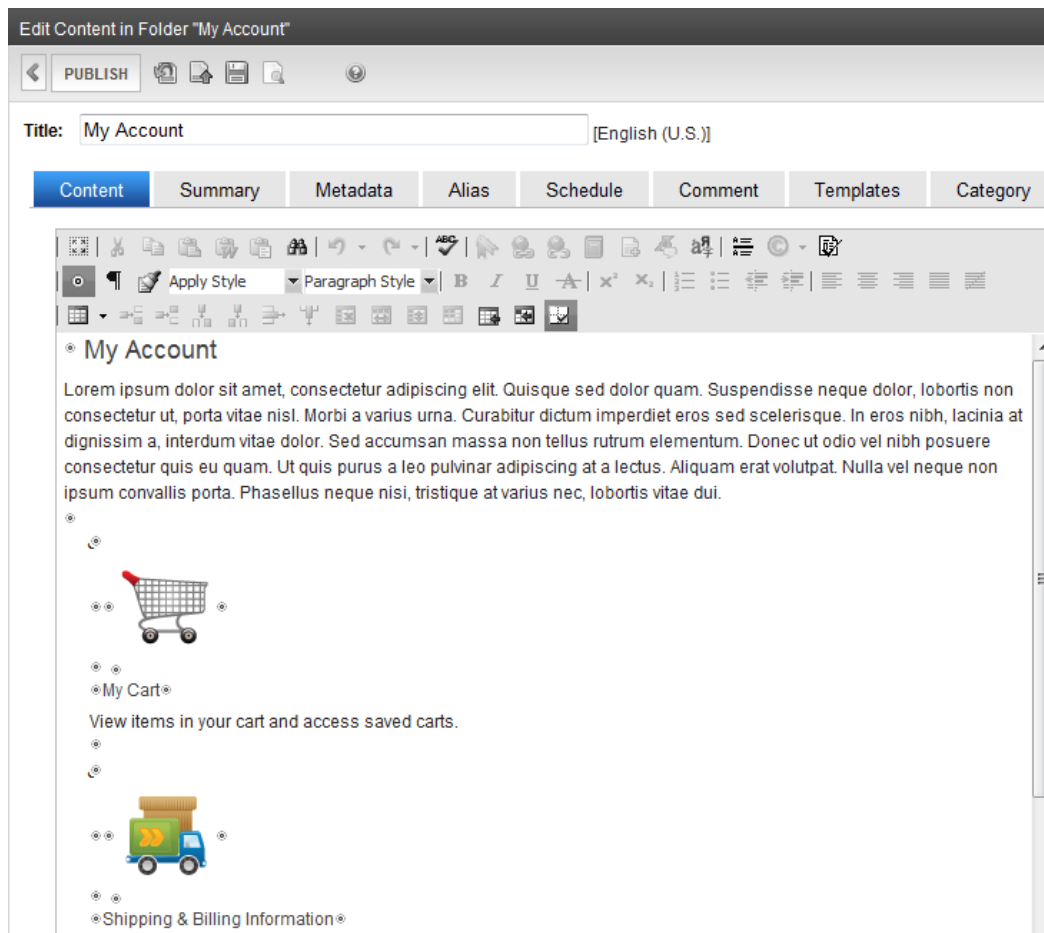 Edit Content in Folder "My Account"
PUBLISH
Title: My Account [English (U.S.)]
Content Summary Metadata Alias Schedule Comment Templates Category
ABC
Apply Style Paragraph Style B I U A x² x₂
My Account
Lorem ipsum dolor sit amet, consectetur adipiscing elit. Quisque sed dolor quam. Suspendisse neque dolor, lobortis non
consectetur ut, porta vitae nisl. Morbi a varius urna. Curabitur dictum imperdiet eros sed scelerisque. In eros nibh, lacinia at
dignissim a, interdum vitae dolor. Sed accumsan massa non tellus rutrum elementum. Donec ut odio vel nibh posuere
consectetur quis eu quam. Ut quis purus a leo pulvinar adipiscing at a lectus. Aliquam erat volutpat. Nulla vel neque non
ipsum convallis porta. Phasellus neque nisi, tristique at varius nec, lobortis vitae dui.
My Cart
View items in your cart and access saved carts.
Shipping & Billing Information